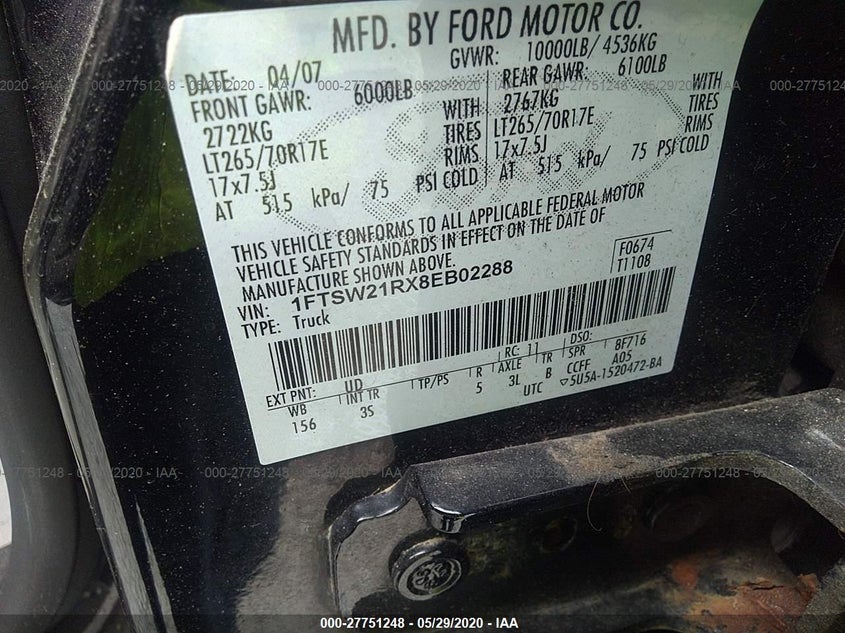 MFD. BY FORD MOTOR CO.
DATE: 04/07 GVWR: 10000LB/ 4536KG
FRONT GAWR: 6000LB REAR GAWR: 6100LB
2722KG WITH 2767KG WITH
LT265/70R17E TIRES LT265/70R17E TIRES
17x7.5J RIMS 17x7.5J RIMS
AT 515 kPa/ 75 PSI COLD AT 515 kPa/ 75 PSI COLD
THIS VEHICLE CONFORMS TO ALL APPLICABLE FEDERAL MOTOR
VEHICLE SAFETY STANDARDS IN EFFECT ON THE DATE OF
MANUFACTURE SHOWN ABOVE.
VIN: 1FTSW21RX8EB02288 F0674
TYPE: Truck T1108
EXT PNT: UD RC: 11 DSO:
WB INT TR TP/PS R AXLE TR SPR 8F716
156 3S 5 3L B CCFF A05
UTC ▽5U5A-1520472-BA
000-27751248 - 05/29/2020 - IAA